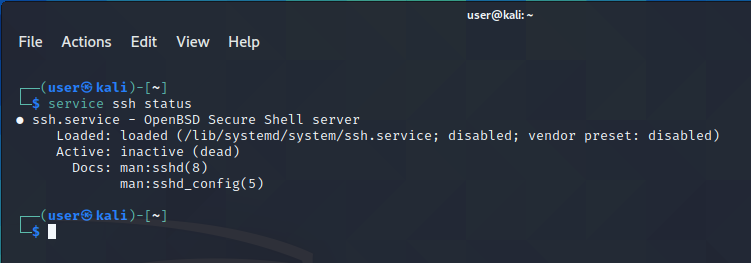 user@kali: ~
File Actions Edit View Help
┌──(user㉿kali)-[~]
└─$ service ssh status
● ssh.service - OpenBSD Secure Shell server
     Loaded: loaded (/lib/systemd/system/ssh.service; disabled; vendor preset: disabled)
     Active: inactive (dead)
       Docs: man:sshd(8)
             man:sshd_config(5)
┌──(user㉿kali)-[~]
└─$